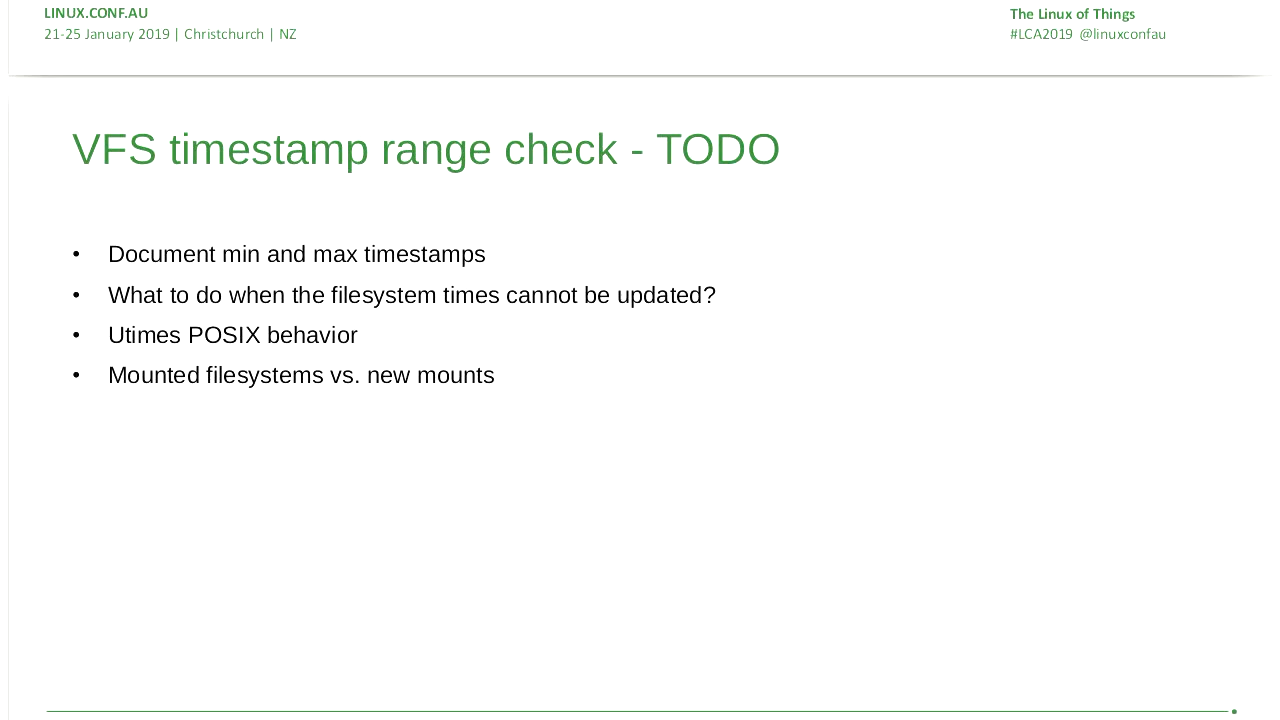 LINUX.CONF.AU
21-25 January 2019 | Christchurch | NZ
The Linux of Things
#LCA2019 @linuxconfau
VFS timestamp range check - TODO
• Document min and max timestamps
• What to do when the filesystem times cannot be updated?
• Utimes POSIX behavior
• Mounted filesystems vs. new mounts